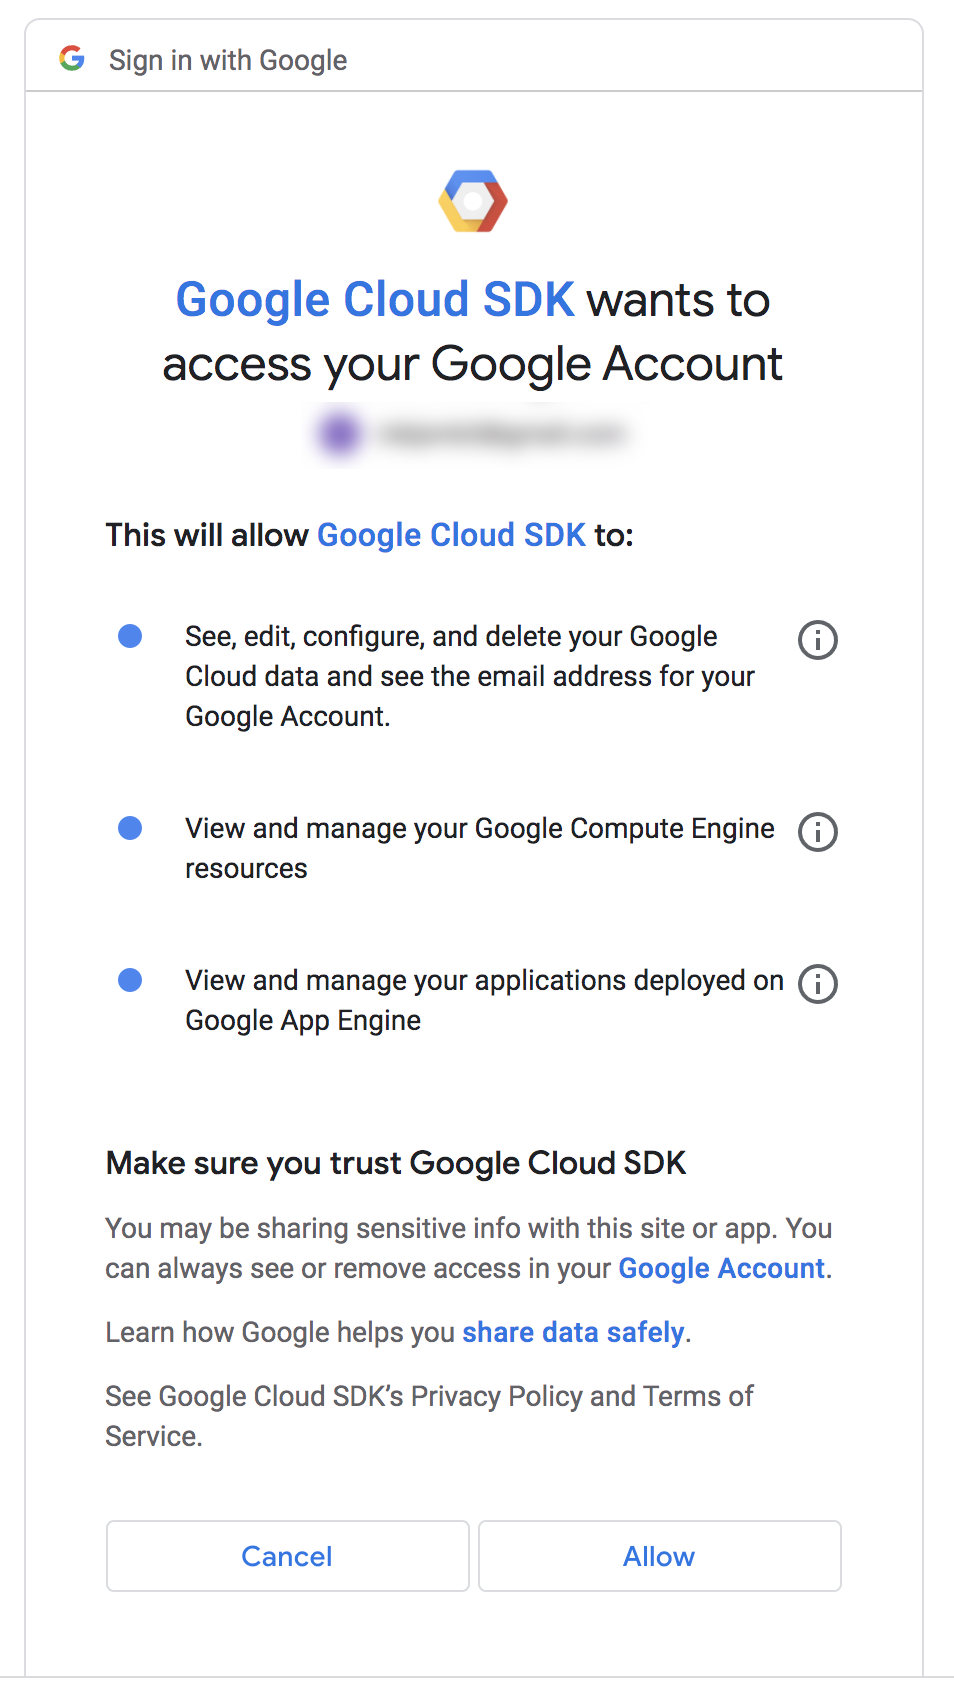 Sign in with Google
Google Cloud SDK wants to
access your Google Account
This will allow Google Cloud SDK to:
See, edit, configure, and delete your Google
Cloud data and see the email address for your
Google Account.
View and manage your Google Compute Engine
resources
View and manage your applications deployed on
Google App Engine
Make sure you trust Google Cloud SDK
You may be sharing sensitive info with this site or app. You
can always see or remove access in your Google Account.
Learn how Google helps you share data safely.
See Google Cloud SDK’s Privacy Policy and Terms of
Service.
Cancel
Allow